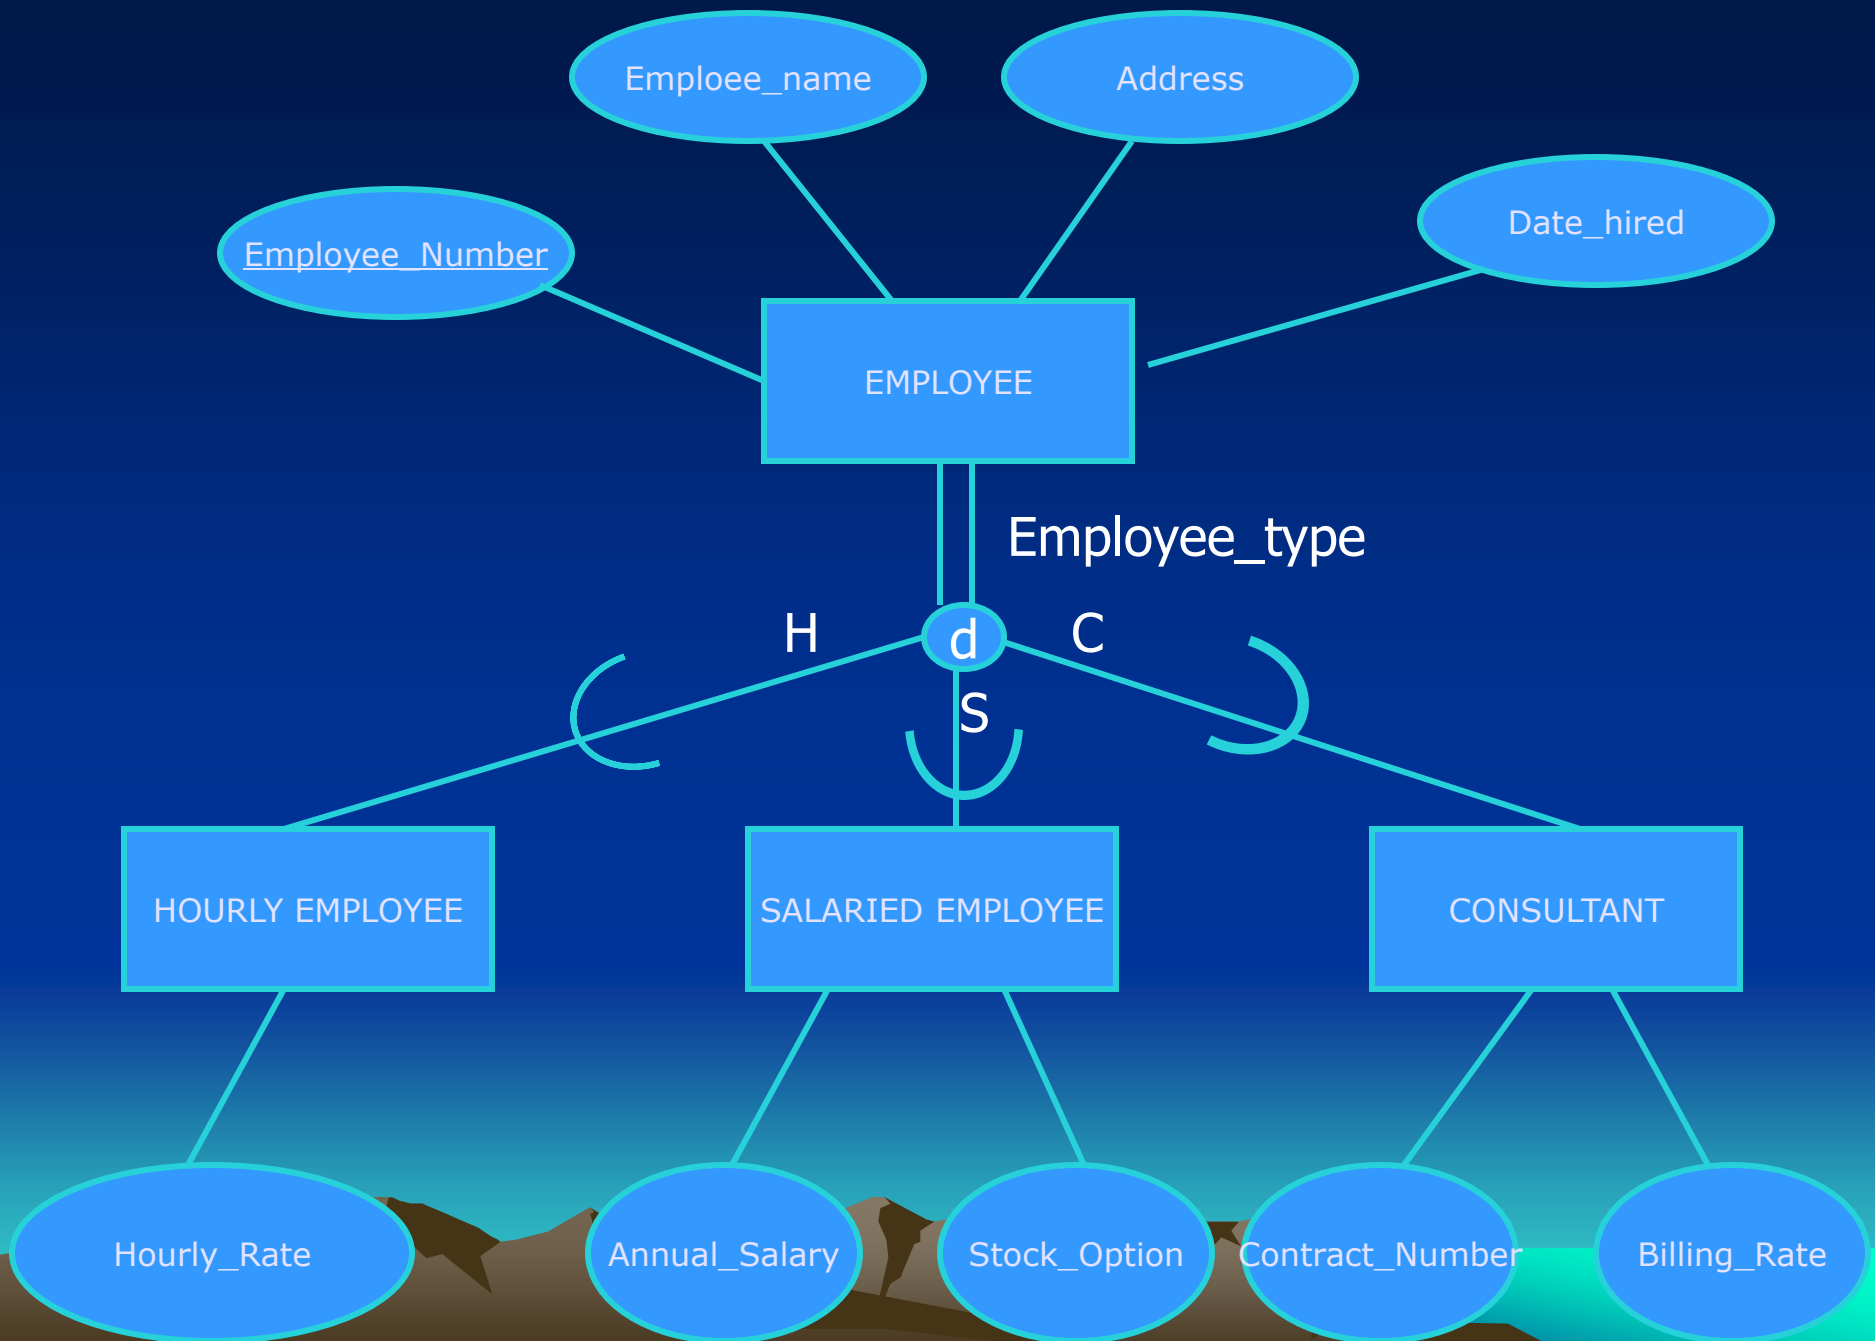 Emploee_name
Address
Date_hired
Employee_Number
EMPLOYEE
Employee_type
H
d
C
S
HOURLY EMPLOYEE
SALARIED EMPLOYEE
CONSULTANT
Hourly_Rate
Annual_Salary
Stock_Option
Contract_Number
Billing_Rate